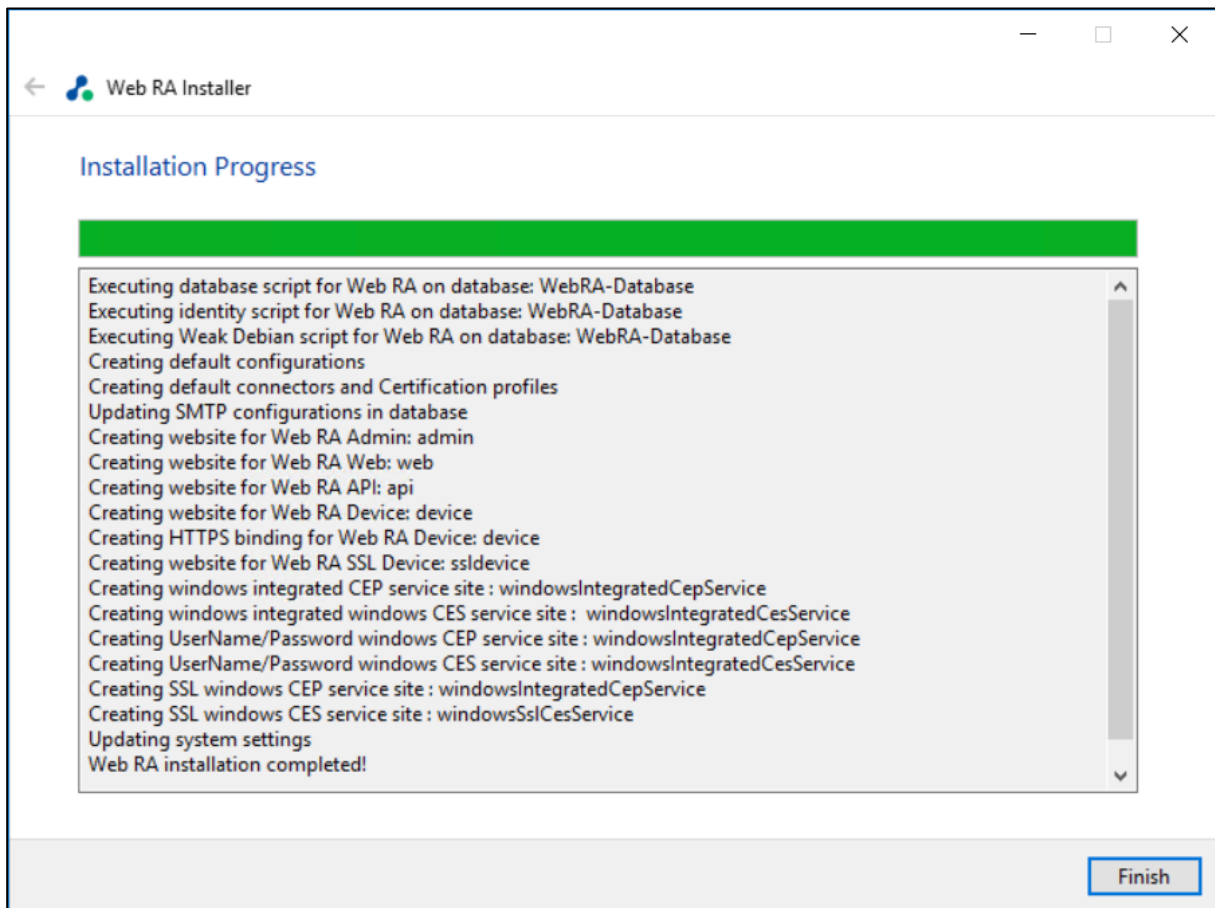 Web RA Installer
Installation Progress
Executing database script for Web RA on database: WebRA-Database
Executing identity script for Web RA on database: WebRA-Database
Executing Weak Debian script for Web RA on database: WebRA-Database
Creating default configurations
Creating default connectors and Certification profiles
Updating SMTP configurations in database
Creating website for Web RA Admin: admin
Creating website for Web RA Web: web
Creating website for Web RA API: api
Creating website for Web RA Device: device
Creating HTTPS binding for Web RA Device: device
Creating website for Web RA SSL Device: ssldevice
Creating windows integrated CEP service site : windowsIntegratedCepService
Creating windows integrated windows CES service site :  windowsIntegratedCesService
Creating UserName/Password windows CEP service site : windowsIntegratedCepService
Creating UserName/Password windows CES service site : windowsIntegratedCesService
Creating SSL windows CEP service site : windowsIntegratedCepService
Creating SSL windows CES service site : windowsSslCesService
Updating system settings
Web RA installation completed!
Finish